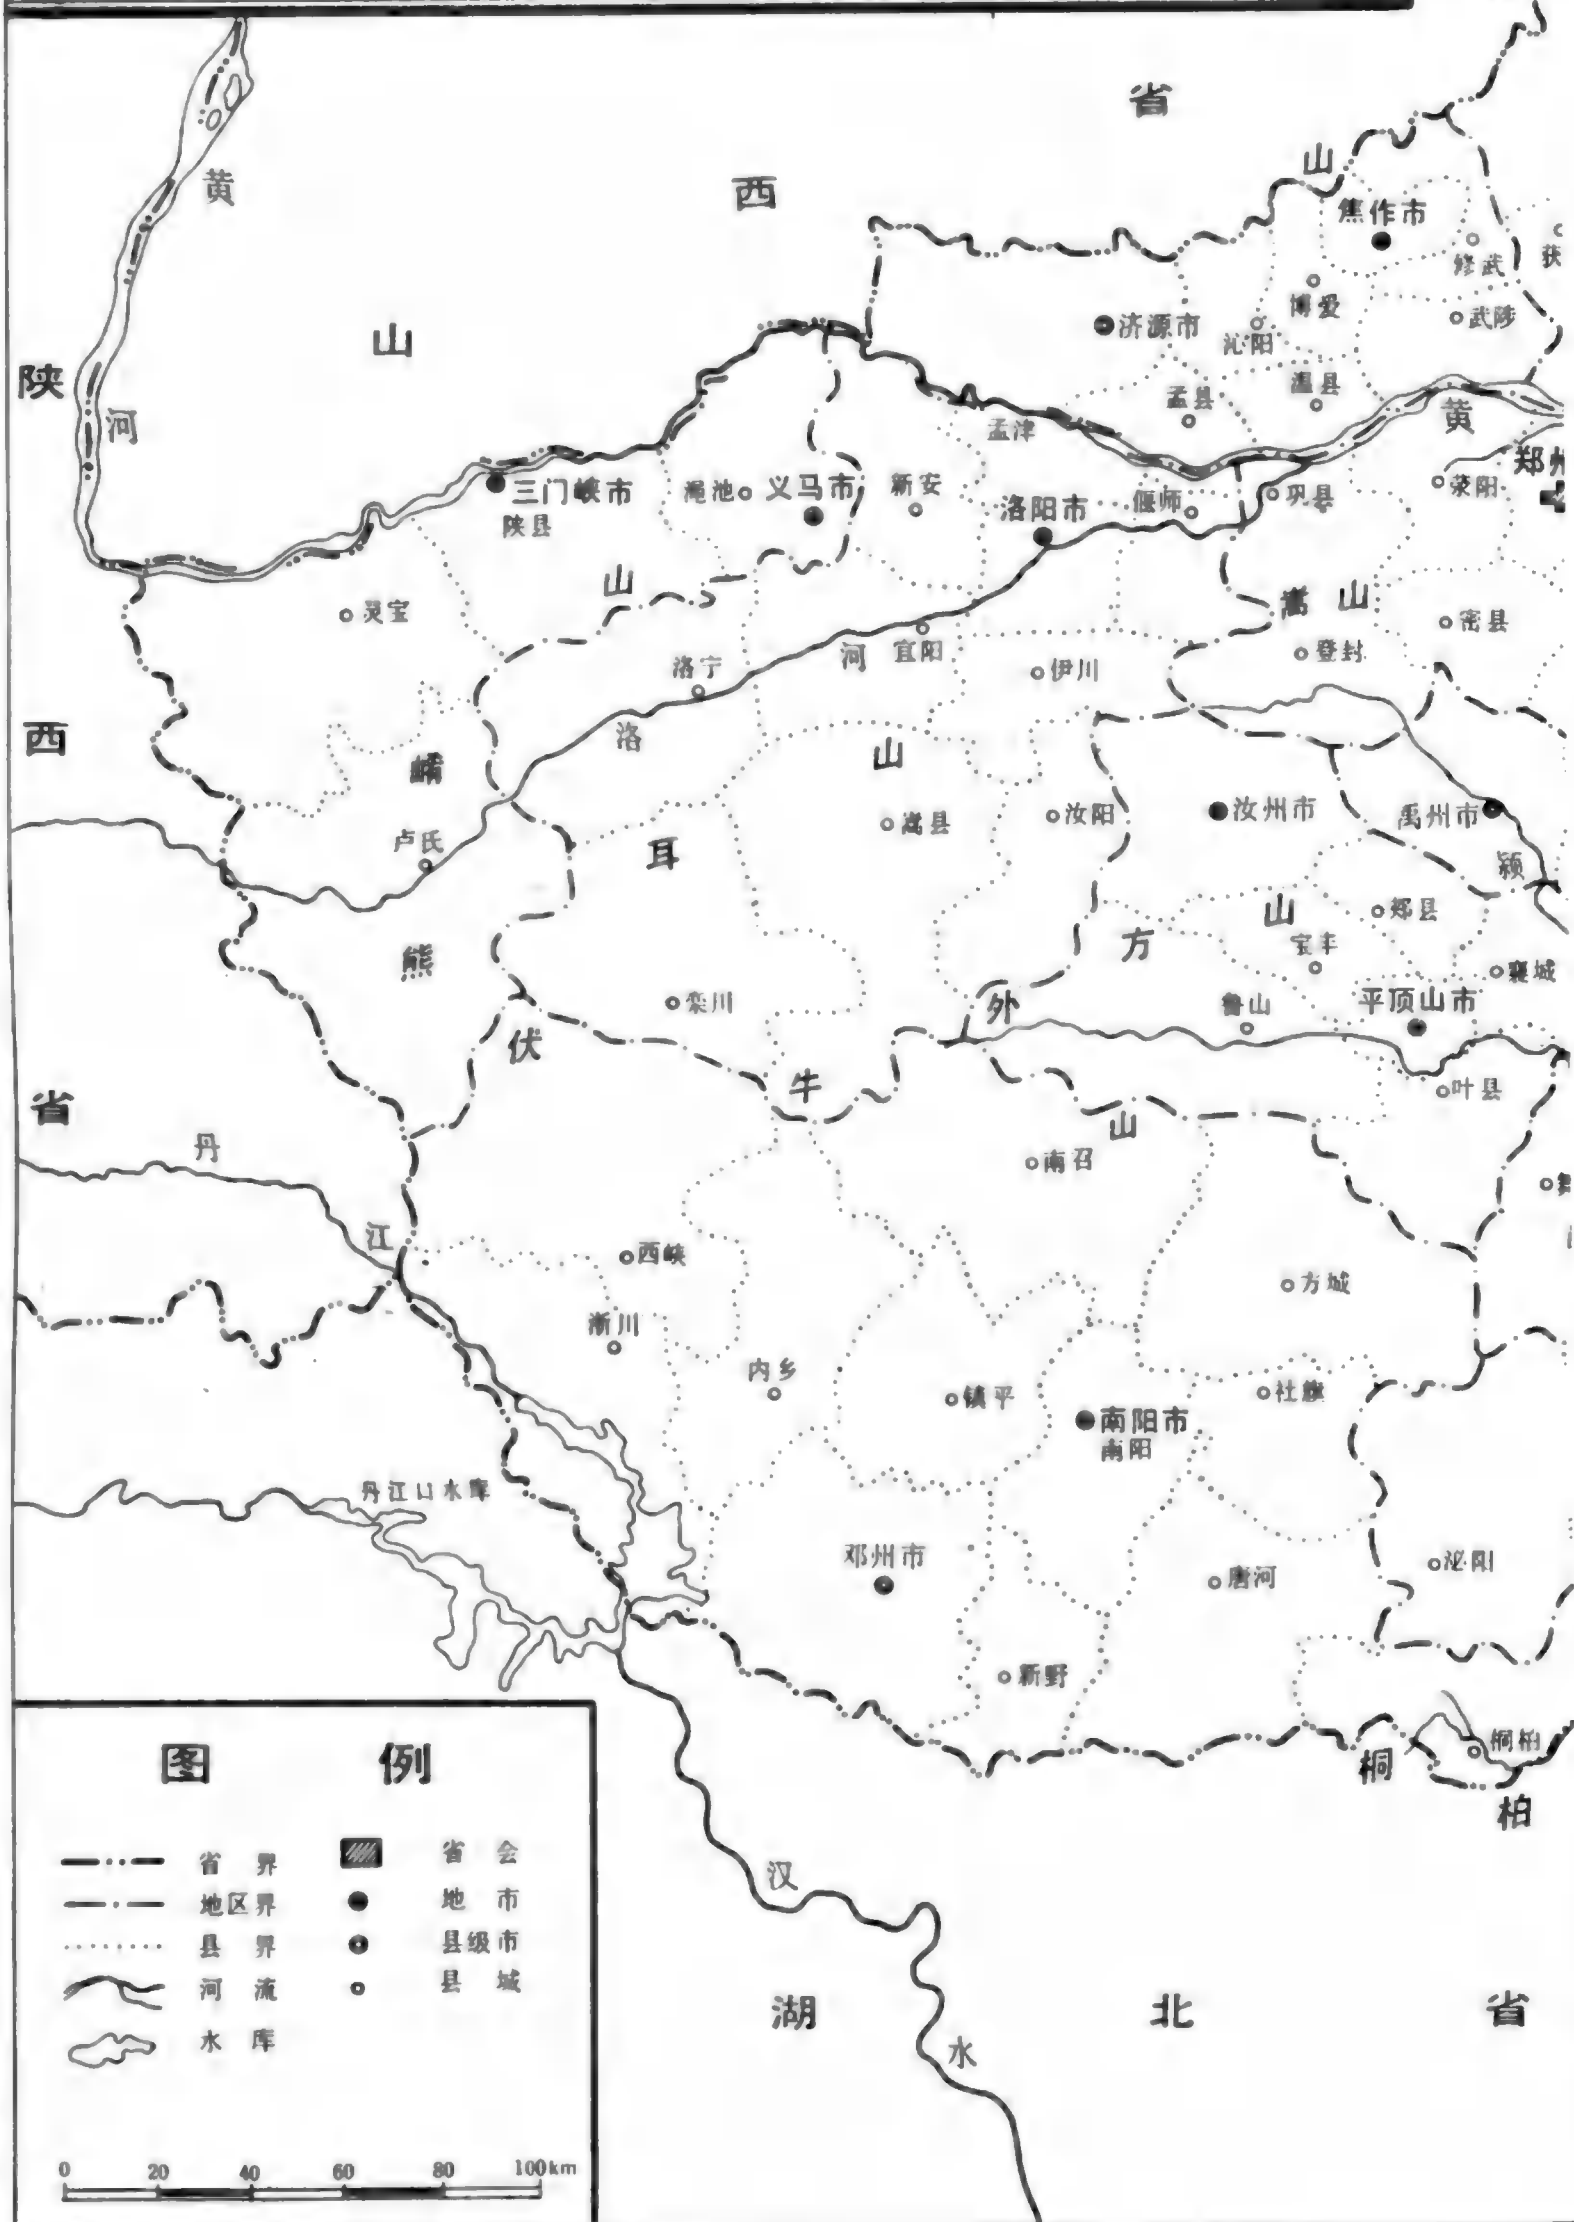 省
山
黄
西
焦作市
修武
获
博爱
山
济源市
沁阳
武陟
陕
河
孟县
温县
黄
孟津
郑州
三门峡市
渑池
义马市
新安
洛阳市
偃师
巩县
荥阳
陕县
山
灵宝
嵩山
密县
洛宁
河
宜阳
伊川
登封
西
洛
山
崤
嵩县
汝阳
汝州市
禹州市
卢氏
耳
颍
山
郏县
熊
方
宝丰
襄城
栾川
外
鲁山
平顶山市
伏
牛
叶县
省
丹
山
南召
江
西峡
方城
淅川
内乡
镇平
社旗
南阳市
南阳
丹江口水库
邓州市
唐河
泌阳
新野
桐柏
桐
柏
图例
省界
省会
地区界
地市
县界
县级市
河流
县城
水库
汉
湖北省
水
0 20 40 60 80 100km